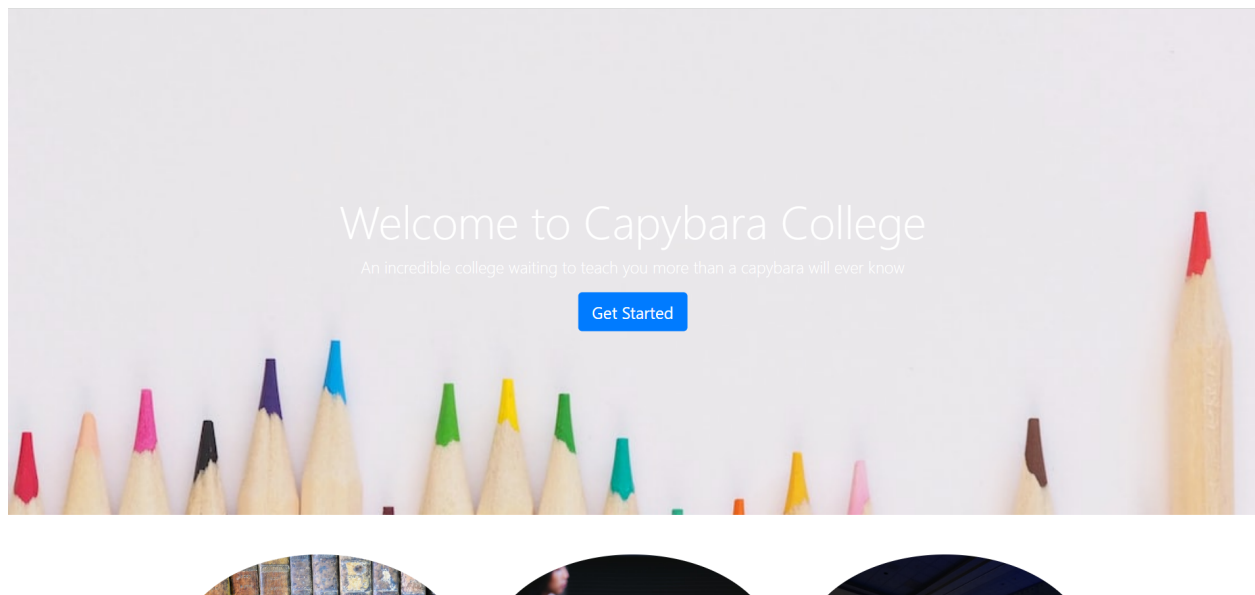 Welcome to Capybara College
An incredible college waiting to teach you more than a capybara will ever know
Get Started